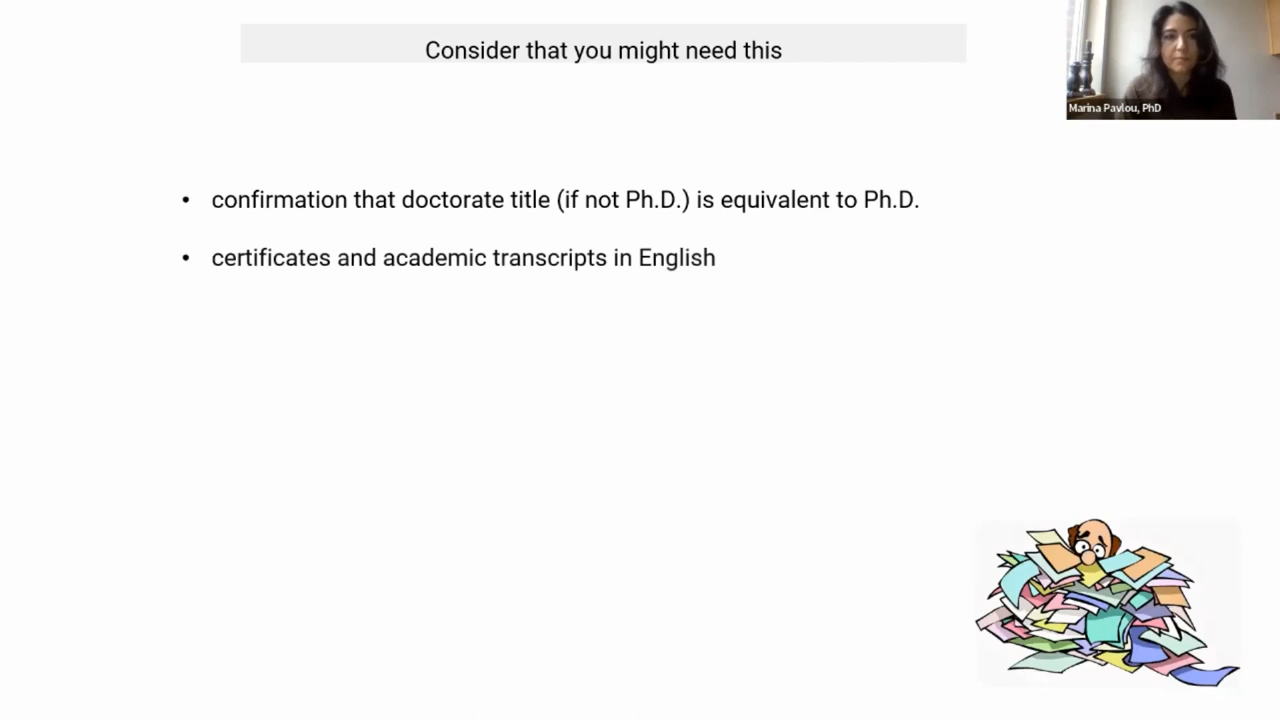 Consider that you might need this
Marina Pavlou, PhD
• confirmation that doctorate title (if not Ph.D.) is equivalent to Ph.D.
• certificates and academic transcripts in English